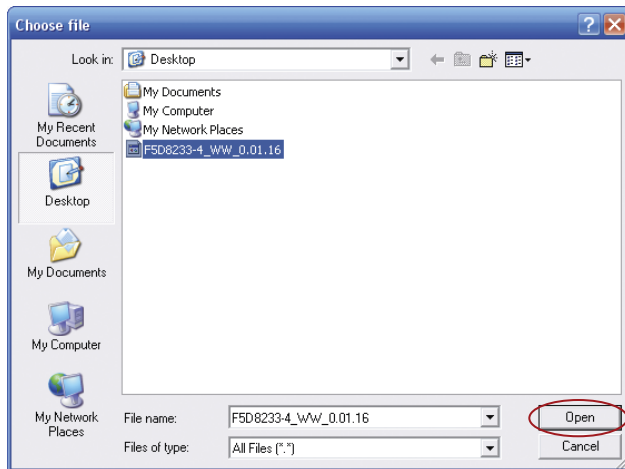 Choose file
Look in:
Desktop
My Recent
Documents
Desktop
My Documents
My Computer
My Network
Places
My Documents
My Computer
My Network Places
F5D8233-4_WW_0.01.16
File name:
F5D8233-4_WW_0.01.16
Open
Files of type:
All Files (*.*)
Cancel